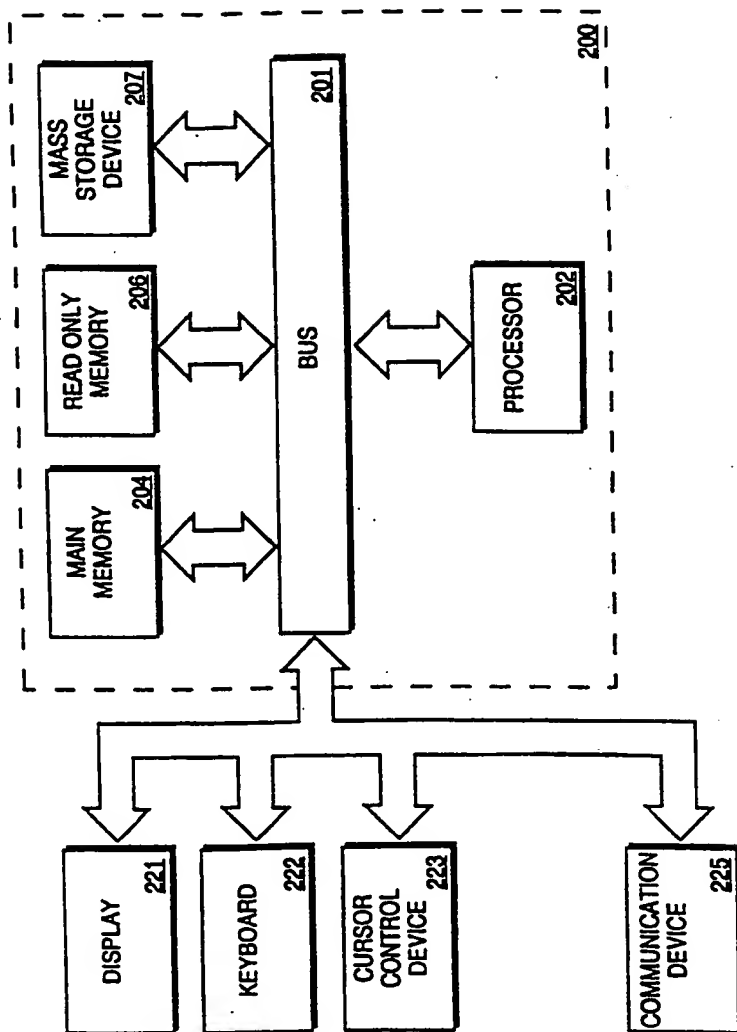 MAIN
MEMORY
204
READ ONLY
MEMORY
206
MASS
STORAGE
DEVICE
207
BUS
201
PROCESSOR
202
200
DISPLAY
221
KEYBOARD
222
CURSOR
CONTROL
DEVICE
223
COMMUNICATION
DEVICE
225